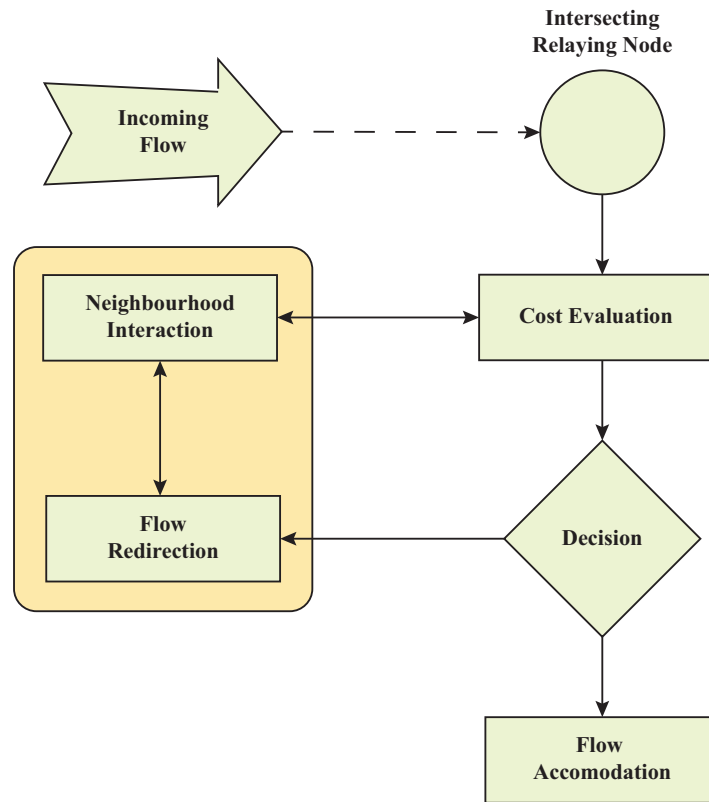 Intersecting
Relaying Node
Incoming
Flow
Neighbourhood
Interaction
Cost Evaluation
Flow
Redirection
Decision
Flow
Accomodation